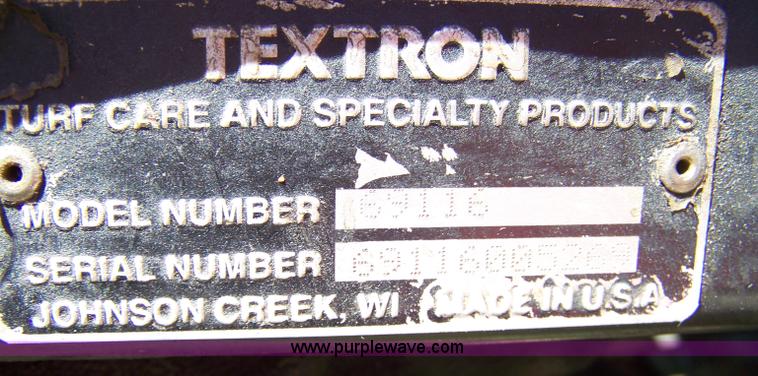 TEXTRON
TURF CARE AND SPECIALTY PRODUCTS
MODEL NUMBER 69116
SERIAL NUMBER
JOHNSON CREEK, WI MADE IN U.S.A.
www.purplewave.com